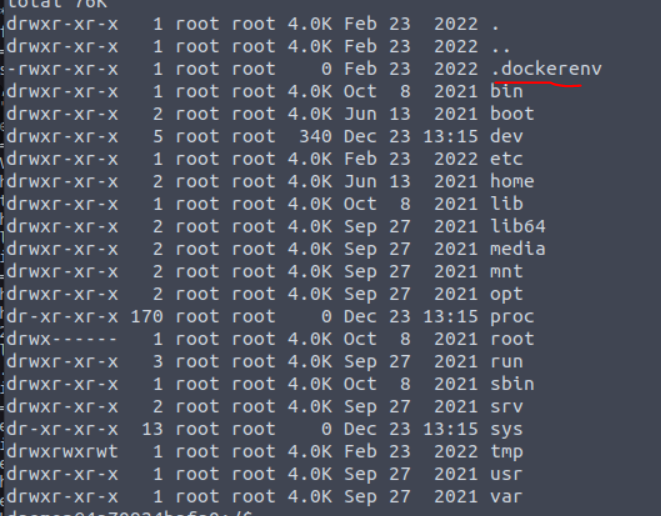 total 76K
drwxr-xr-x 1 root root 4.0K Feb 23 2022 .
drwxr-xr-x 1 root root 4.0K Feb 23 2022 ..
-rwxr-xr-x 1 root root 0 Feb 23 2022 .dockerenv
drwxr-xr-x 1 root root 4.0K Oct 8 2021 bin
drwxr-xr-x 2 root root 4.0K Jun 13 2021 boot
drwxr-xr-x 5 root root 340 Dec 23 13:15 dev
drwxr-xr-x 1 root root 4.0K Feb 23 2022 etc
drwxr-xr-x 2 root root 4.0K Jun 13 2021 home
drwxr-xr-x 1 root root 4.0K Oct 8 2021 lib
drwxr-xr-x 2 root root 4.0K Sep 27 2021 lib64
drwxr-xr-x 2 root root 4.0K Sep 27 2021 media
drwxr-xr-x 2 root root 4.0K Sep 27 2021 mnt
drwxr-xr-x 2 root root 4.0K Sep 27 2021 opt
dr-xr-xr-x 170 root root 0 Dec 23 13:15 proc
drwx------ 1 root root 4.0K Oct 8 2021 root
drwxr-xr-x 3 root root 4.0K Sep 27 2021 run
drwxr-xr-x 1 root root 4.0K Oct 8 2021 sbin
drwxr-xr-x 2 root root 4.0K Sep 27 2021 srv
dr-xr-xr-x 13 root root 0 Dec 23 13:15 sys
drwxrwxrwt 1 root root 4.0K Feb 23 2022 tmp
drwxr-xr-x 1 root root 4.0K Sep 27 2021 usr
drwxr-xr-x 1 root root 4.0K Sep 27 2021 var